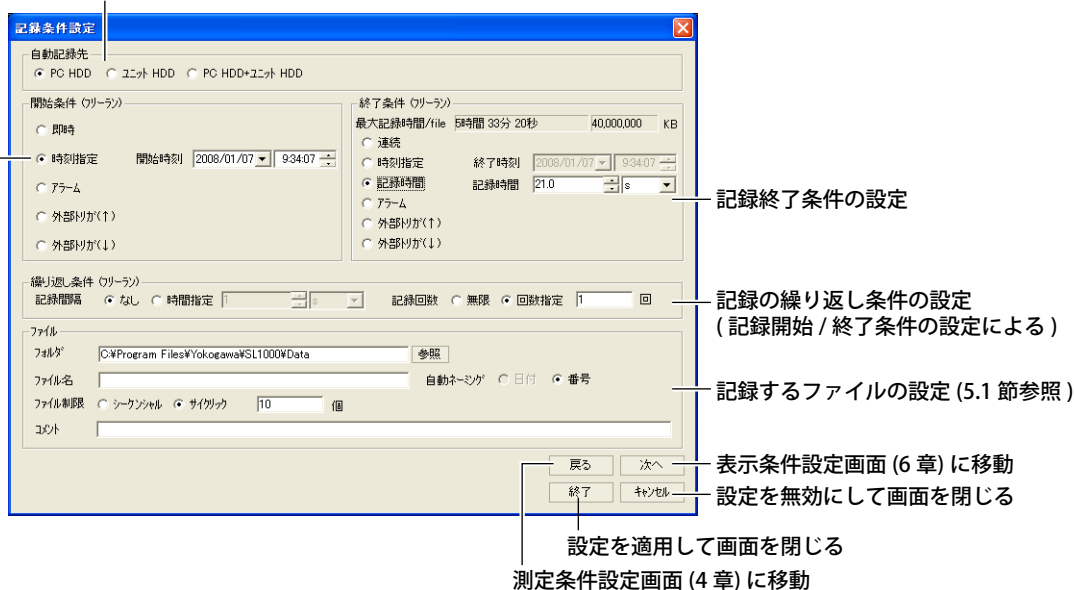 記録条件設定
自動記録先
PC HDD ユニット HDD PC HDD+ユニット HDD
開始条件 (フリーラン)
即時
時刻指定 開始時刻 2008/01/07 9:34:07
アラーム
外部トリガ(↑)
外部トリガ(↓)
終了条件 (フリーラン)
最大記録時間/file 5時間 33分 20秒 40,000,000 KB
連続
時刻指定 終了時刻 2008/01/07 9:34:07
記録時間 記録時間 21.0 s
アラーム
外部トリガ(↑)
外部トリガ(↓)
記録終了条件の設定
繰り返し条件 (フリーラン)
記録間隔 なし 時間指定 1 s 記録回数 無限 回数指定 1 回
記録の繰り返し条件の設定
( 記録開始 / 終了条件の設定による )
ファイル
フォルダ C:¥Program Files¥Yokogawa¥SL1000¥Data 参照
ファイル名 自動ネーミング 日付 番号
ファイル制限 シーケンシャル サイクリック 10 個
コメント
記録するファイルの設定 (5.1 節参照 )
戻る 次へ
表示条件設定画面 (6 章) に移動
終了 キャンセル
設定を無効にして画面を閉じる
設定を適用して画面を閉じる
測定条件設定画面 (4 章) に移動